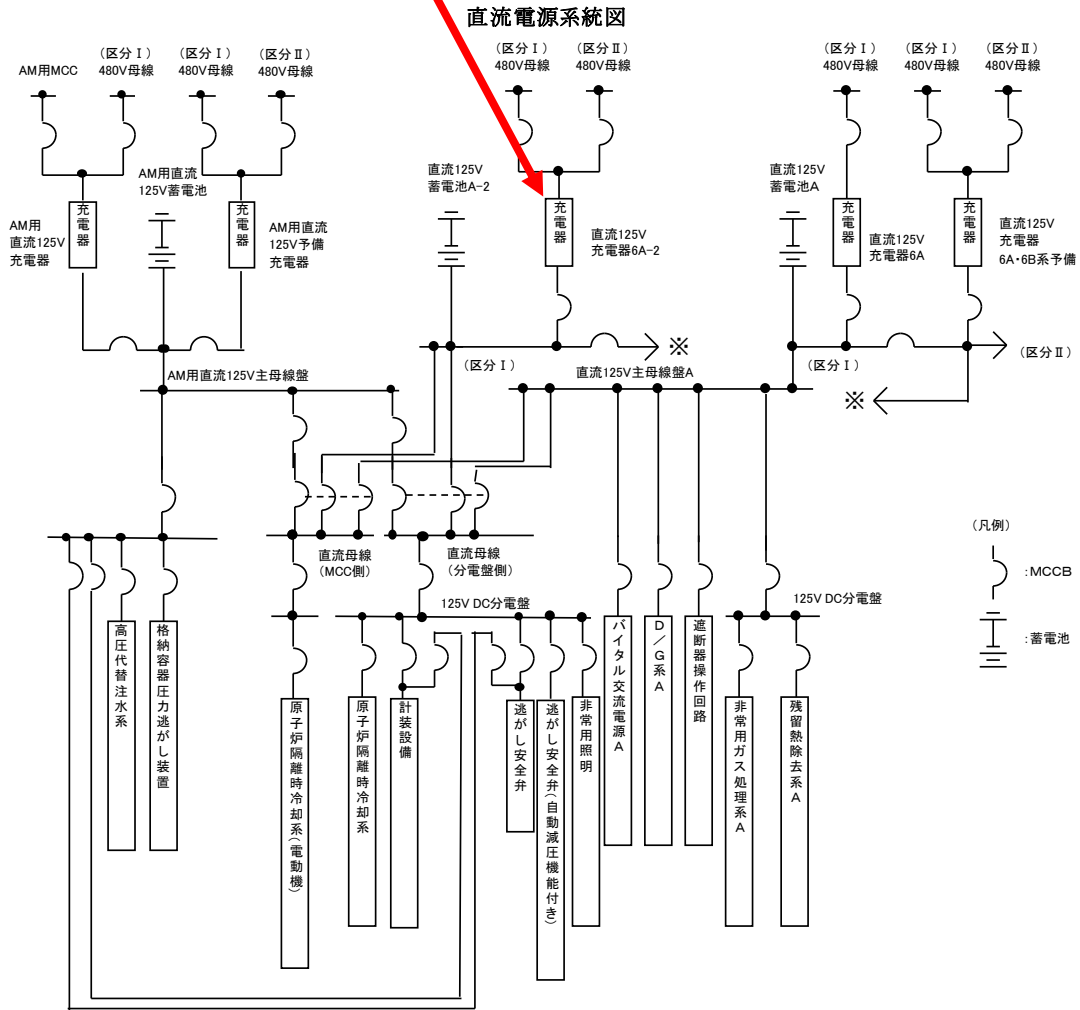 直流電源系統図
AM用MCC
(区分Ⅰ)
480V母線
(区分Ⅰ)
480V母線
(区分Ⅱ)
480V母線
(区分Ⅰ)
480V母線
(区分Ⅱ)
480V母線
(区分Ⅰ)
480V母線
(区分Ⅰ)
480V母線
(区分Ⅱ)
480V母線
AM用
直流125V
充電器
充電器
AM用直流
125V蓄電池
充電器
AM用直流
125V予備
充電器
直流125V
蓄電池A-2
充電器
直流125V
充電器6A-2
直流125V
蓄電池A
充電器
直流125V
充電器6A
充電器
直流125V
充電器
6A・6B系予備
※
(区分Ⅰ)
(区分Ⅰ)
(区分Ⅱ)
AM用直流125V主母線盤
直流125V主母線盤A
※
直流母線
(MCC側)
直流母線
(分電盤側)
125V DC分電盤
125V DC分電盤
(凡例)
:MCCB
:蓄電池
高圧代替注水系
格納容器圧力逃がし装置
原子炉隔離時冷却系(電動機)
原子炉隔離時冷却系
計装設備
逃がし安全弁
逃がし安全弁(自動減圧機能付き)
非常用照明
バイタル交流電源A
D/G系A
遮断器操作回路
非常用ガス処理系A
残留熱除去系A